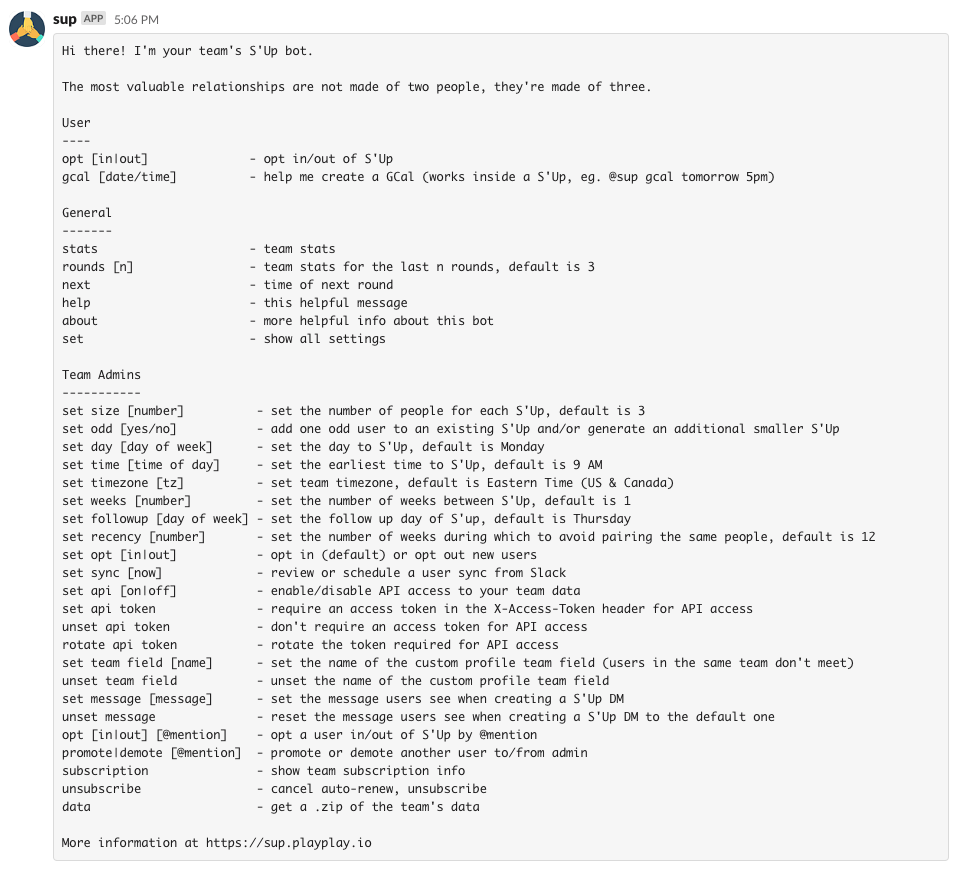 sup APP 5:06 PM
Hi there! I'm your team's S'Up bot.
The most valuable relationships are not made of two people, they're made of three.
User
----
opt [in|out] - opt in/out of S'Up
gcal [date/time] - help me create a GCal (works inside a S'Up, eg. @sup gcal tomorrow 5pm)
General
-------
stats - team stats
rounds [n] - team stats for the last n rounds, default is 3
next - time of next round
help - this helpful message
about - more helpful info about this bot
set - show all settings
Team Admins
-----------
set size [number] - set the number of people for each S'Up, default is 3
set odd [yes/no] - add one odd user to an existing S'Up and/or generate an additional smaller S'Up
set day [day of week] - set the day to S'Up, default is Monday
set time [time of day] - set the earliest time to S'Up, default is 9 AM
set timezone [tz] - set team timezone, default is Eastern Time (US & Canada)
set weeks [number] - set the number of weeks between S'Up, default is 1
set followup [day of week] - set the follow up day of S'up, default is Thursday
set recency [number] - set the number of weeks during which to avoid pairing the same people, default is 12
set opt [in|out] - opt in (default) or opt out new users
set sync [now] - review or schedule a user sync from Slack
set api [on|off] - enable/disable API access to your team data
set api token - require an access token in the X-Access-Token header for API access
unset api token - don't require an access token for API access
rotate api token - rotate the token required for API access
set team field [name] - set the name of the custom profile team field (users in the same team don't meet)
unset team field - unset the name of the custom profile team field
set message [message] - set the message users see when creating a S'Up DM
unset message - reset the message users see when creating a S'Up DM to the default one
opt [in|out] [@mention] - opt a user in/out of S'Up by @mention
promote|demote [@mention] - promote or demote another user to/from admin
subscription - show team subscription info
unsubscribe - cancel auto-renew, unsubscribe
data - get a .zip of the team's data
More information at https://sup.playplay.io